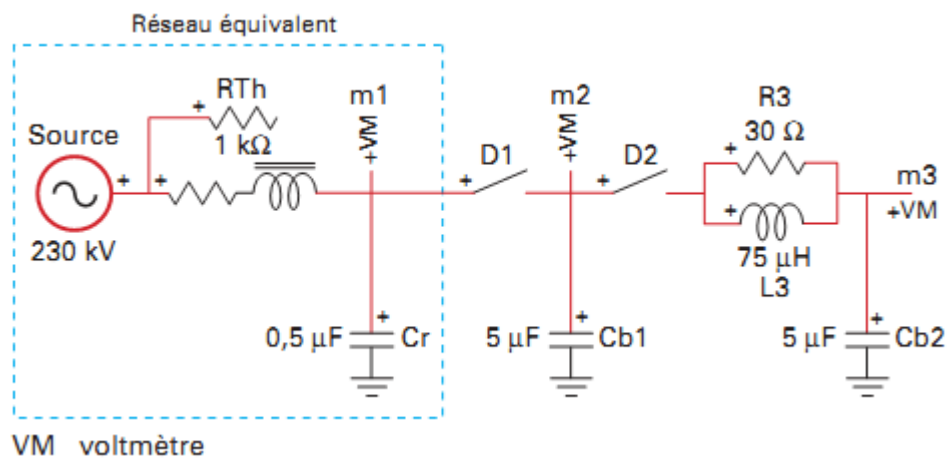 Réseau équivalent
RTh
1 kΩ
Source
230 kV
m1
+VM
D1
m2
+VM
D2
R3
30 Ω
75 µH
L3
m3
+VM
0,5 µF
Cr
5 µF
Cb1
5 µF
Cb2
VM voltmètre